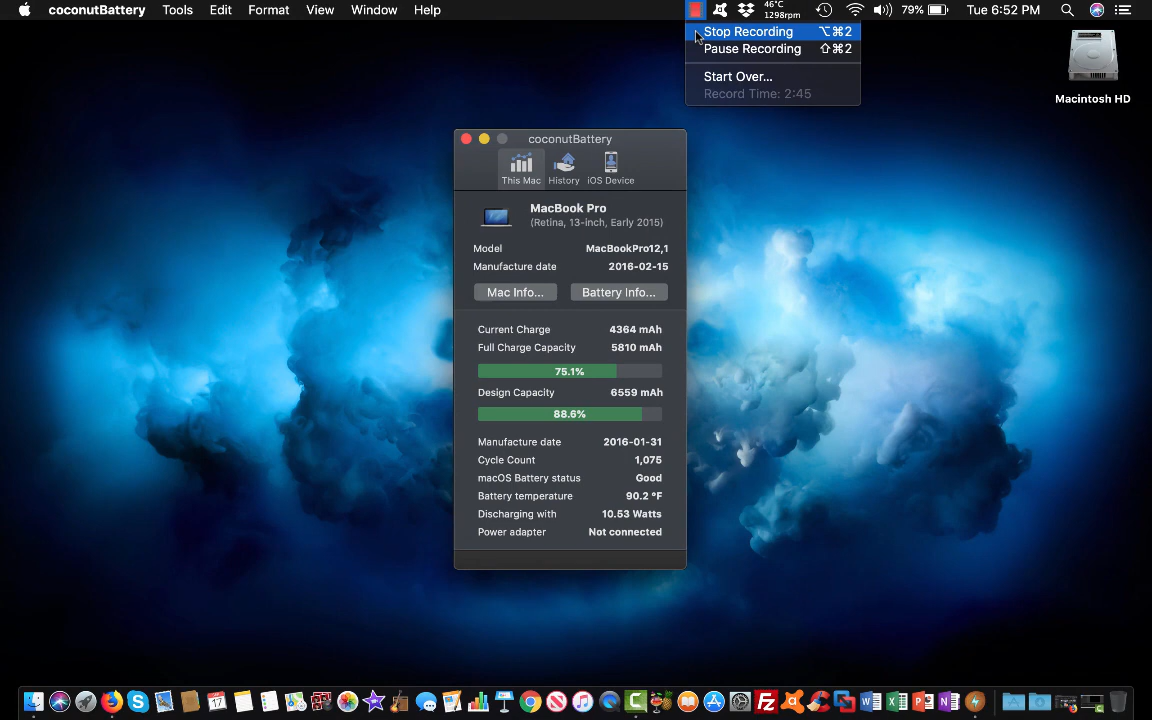 coconutBattery Tools Edit Format View Window Help 46°C 1298rpm 79% Tue 6:52 PM
Stop Recording ⌥⌘2
Pause Recording ⇧⌘2
Start Over...
Record Time: 2:45
Macintosh HD
coconutBattery
This Mac History iOS Device
MacBook Pro
(Retina, 13-inch, Early 2015)
Model MacBookPro12,1
Manufacture date 2016-02-15
Mac Info... Battery Info...
Current Charge 4364 mAh
Full Charge Capacity 5810 mAh
75.1%
Design Capacity 6559 mAh
88.6%
Manufacture date 2016-01-31
Cycle Count 1,075
macOS Battery status Good
Battery temperature 90.2 °F
Discharging with 10.53 Watts
Power adapter Not connected
17